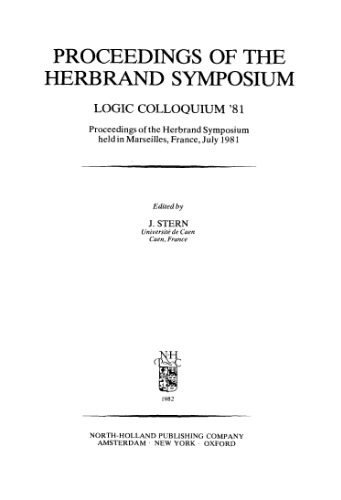 PROCEEDINGS OF THE
HERBRAND SYMPOSIUM
LOGIC COLLOQUIUM '81
Proceedings of the Herbrand Symposium
held in Marseilles, France, July 1981
Edited by
J. STERN
Université de Caen
Caen, France
1982
NORTH-HOLLAND PUBLISHING COMPANY
AMSTERDAM · NEW YORK · OXFORD